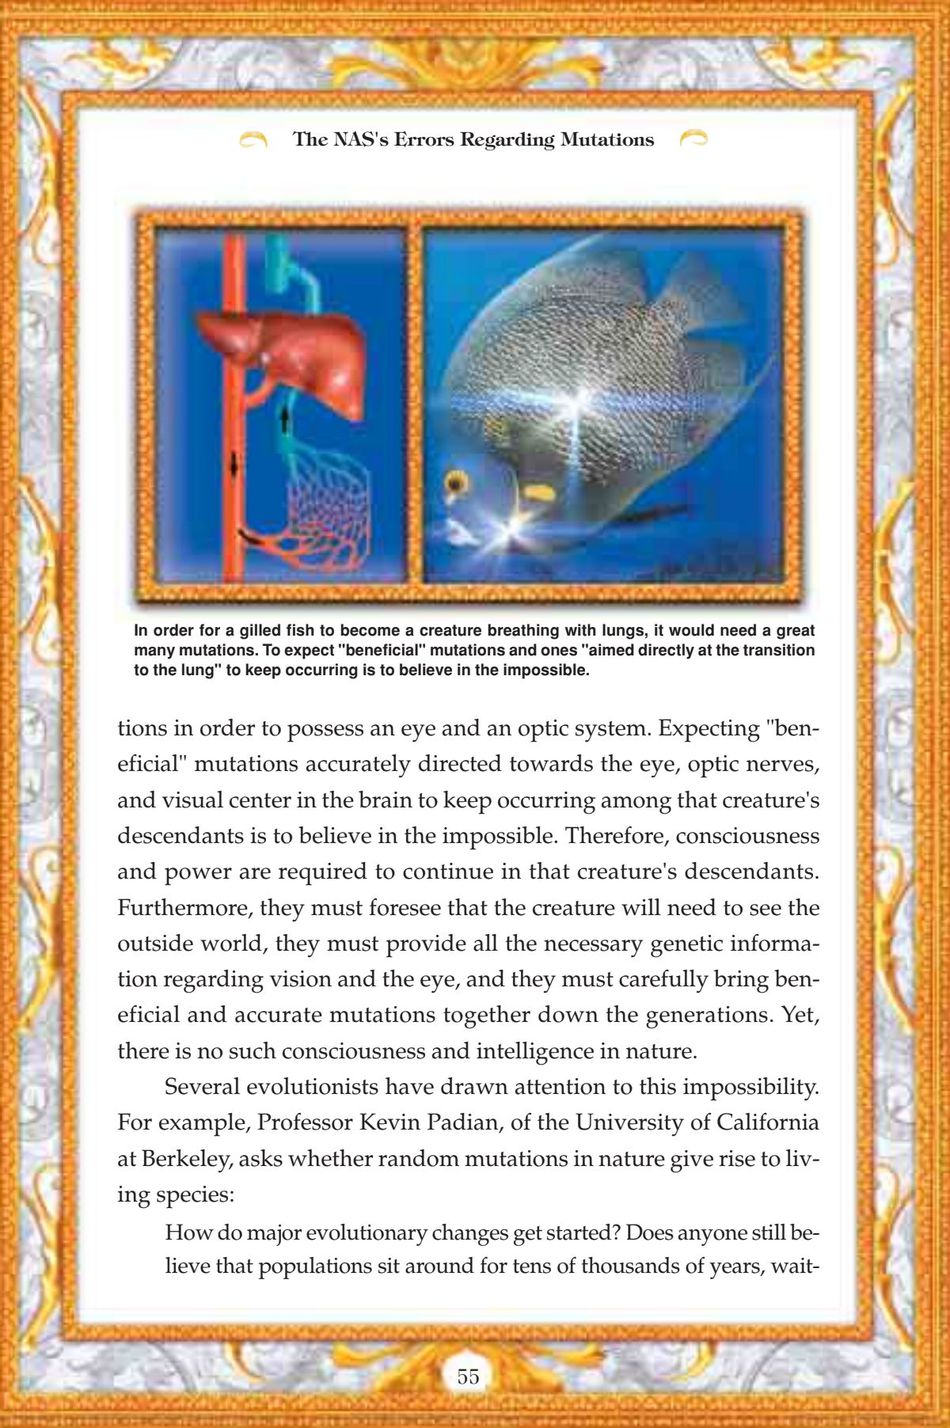 The NAS's Errors Regarding Mutations
In order for a gilled fish to become a creature breathing with lungs, it would need a great
many mutations. To expect "beneficial" mutations and ones "aimed directly at the transition
to the lung" to keep occurring is to believe in the impossible.
tions in order to possess an eye and an optic system. Expecting "ben-
eficial" mutations accurately directed towards the eye, optic nerves,
and visual center in the brain to keep occurring among that creature's
descendants is to believe in the impossible. Therefore, consciousness
and power are required to continue in that creature's descendants.
Furthermore, they must foresee that the creature will need to see the
outside world, they must provide all the necessary genetic informa-
tion regarding vision and the eye, and they must carefully bring ben-
eficial and accurate mutations together down the generations. Yet,
there is no such consciousness and intelligence in nature.
Several evolutionists have drawn attention to this impossibility.
For example, Professor Kevin Padian, of the University of California
at Berkeley, asks whether random mutations in nature give rise to liv-
ing species:
How do major evolutionary changes get started? Does anyone still be-
lieve that populations sit around for tens of thousands of years, wait-
55